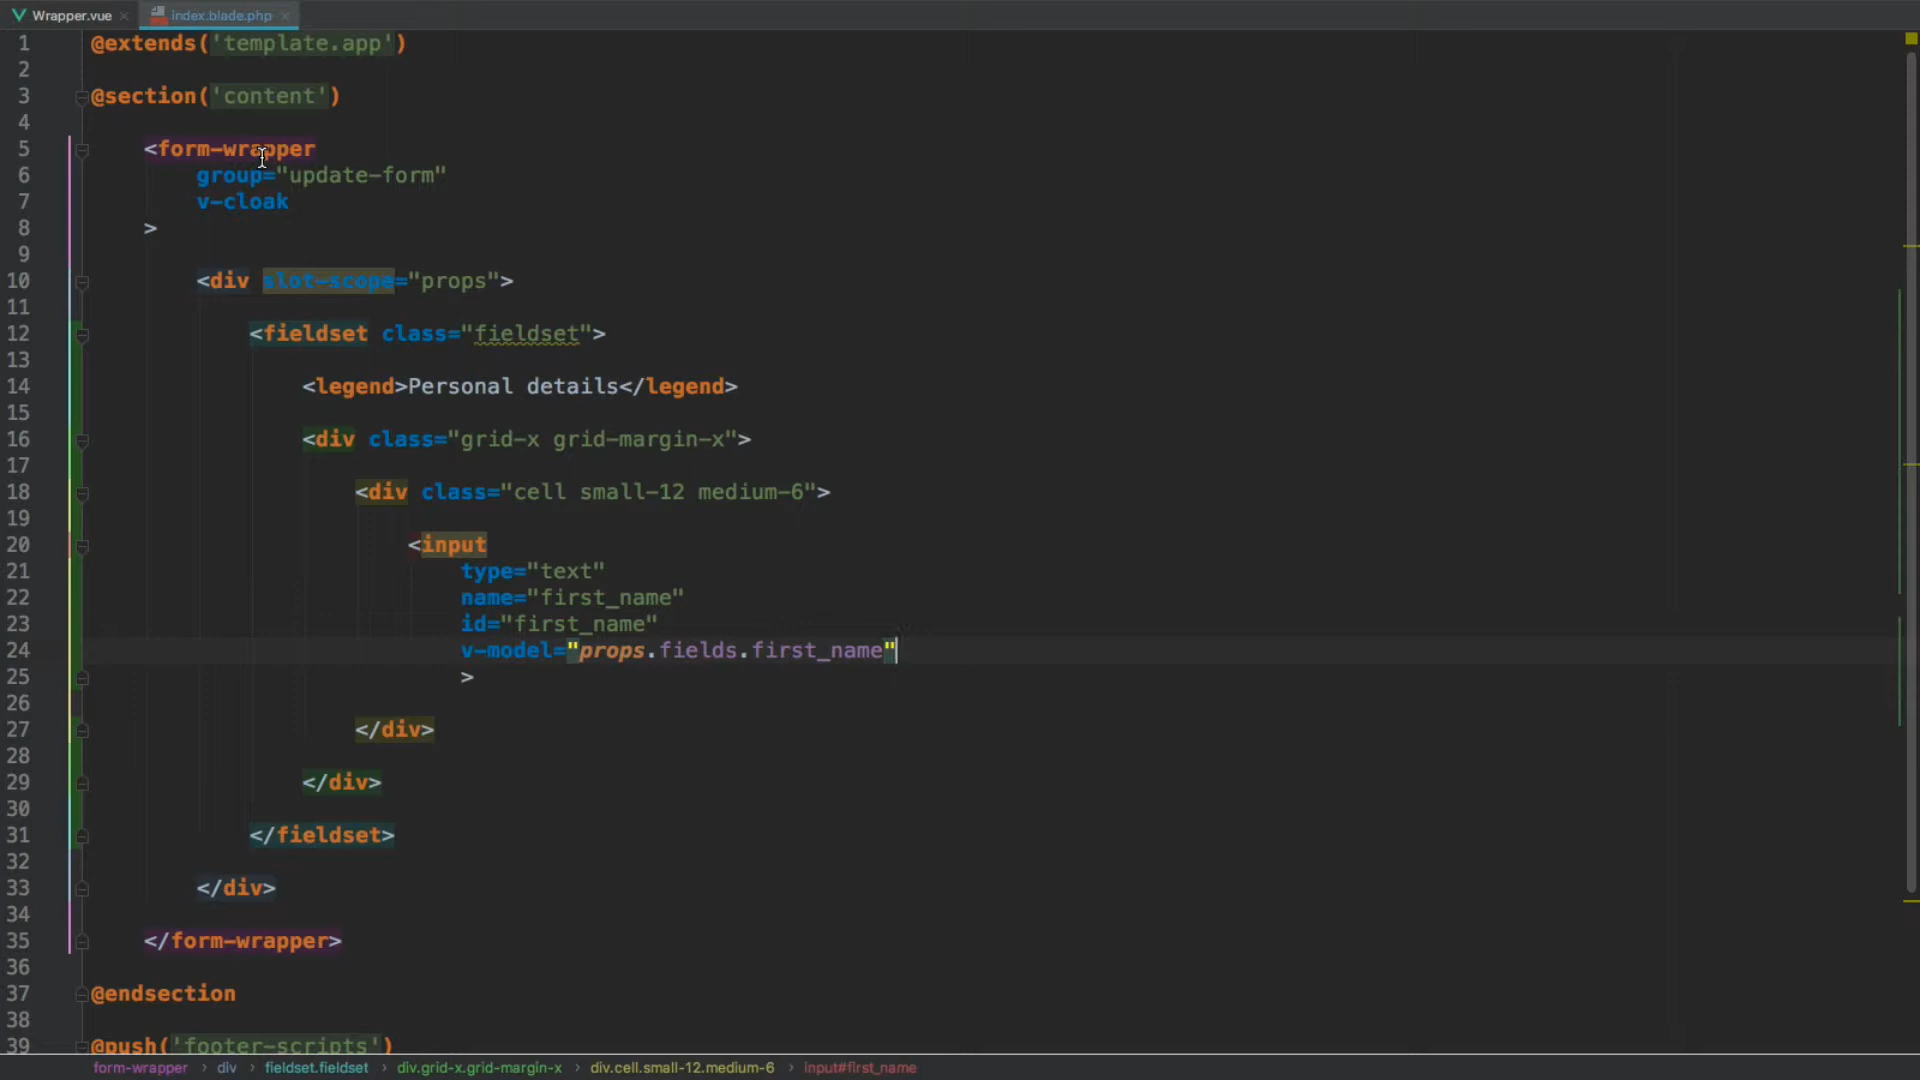 Wrapper.vue
index.blade.php
1 @extends('template.app')
2
3 @section('content')
4
5 <form-wrapper
6 group="update-form"
7 v-cloak
8 >
9
10 <div slot-scope="props">
11
12 <fieldset class="fieldset">
13
14 <legend>Personal details</legend>
15
16 <div class="grid-x grid-margin-x">
17
18 <div class="cell small-12 medium-6">
19
20 <input
21 type="text"
22 name="first_name"
23 id="first_name"
24 v-model="props.fields.first_name"
25 >
26
27 </div>
28
29 </div>
30
31 </fieldset>
32
33 </div>
34
35 </form-wrapper>
36
37 @endsection
38
39 @push('footer-scripts')
form-wrapper › div › fieldset.fieldset › div.grid-x.grid-margin-x › div.cell.small-12.medium-6 › input#first_name